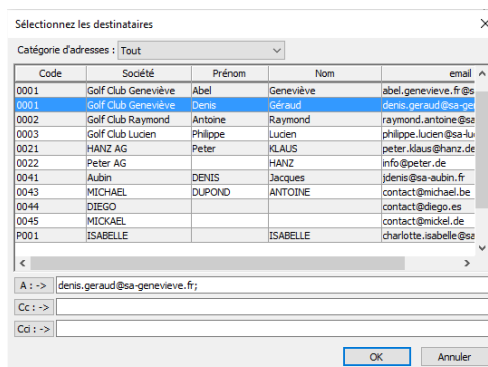 Sélectionnez les destinataires
Catégorie d'adresses : Tout
Code Société Prénom Nom email
0001 Golf Club Geneviève Abel Geneviève abel.genevieve.fr@s
0001 Golf Club Geneviève Denis Géraud denis.geraud@sa-ge
0002 Golf Club Raymond Antoine Raymond raymond.antoine@sa
0003 Golf Club Lucien Philippe Lucien philippe.lucien@sa-lu
0021 HANZ AG Peter KLAUS peter.klaus@hanz.de
0022 Peter AG HANZ info@peter.de
0041 Aubin DENIS Jacques jdenis@sa-aubin.fr
0043 MICHAEL DUPOND ANTOINE contact@michael.be
0044 DIEGO contact@diego.es
0045 MICKAEL contact@mickel.de
P001 ISABELLE ISABELLE charlotte.isabelle@sa
A : -> denis.geraud@sa-genevieve.fr;
Cc : ->
Cci : ->
OK Annuler